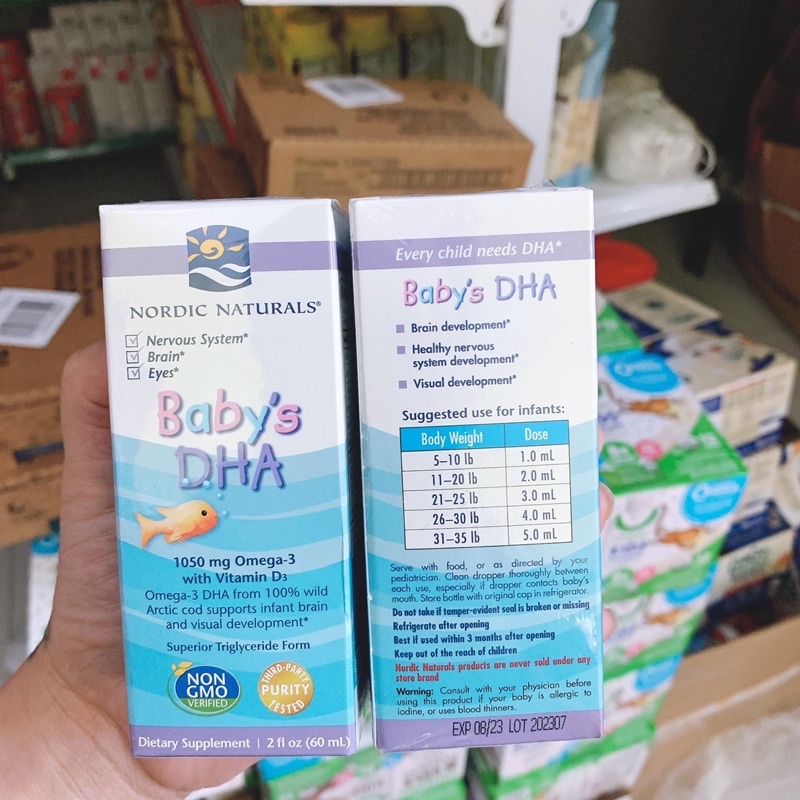 NORDIC NATURALS®
Nervous System*
Brain*
Eyes*
Baby's
DHA
1050 mg Omega-3
with Vitamin D3
Omega-3 DHA from 100% wild
Arctic cod supports infant brain
and visual development*
Superior Triglyceride Form
NON
GMO
VERIFIED
THIRD-PARTY
PURITY
TESTED
Dietary Supplement | 2 fl oz (60 mL)
Every child needs DHA*
Baby's DHA
Brain development*
Healthy nervous
system development*
Visual development*
Suggested use for infants:
Body Weight Dose
5–10 lb 1.0 mL
11–20 lb 2.0 mL
21–25 lb 3.0 mL
26–30 lb 4.0 mL
31–35 lb 5.0 mL
Serve with food, or as directed by your
pediatrician. Clean dropper thoroughly between
each use, especially if dropper contacts baby's
mouth. Store bottle with original cap in refrigerator.
Do not take if tamper-evident seal is broken or missing
Refrigerate after opening
Best if used within 3 months after opening
Keep out of the reach of children
Nordic Naturals products are never sold under any
store brand
Warning: Consult with your physician before
using this product if your baby is allergic to
iodine, or uses blood thinners.
EXP 08/23 LOT 202307